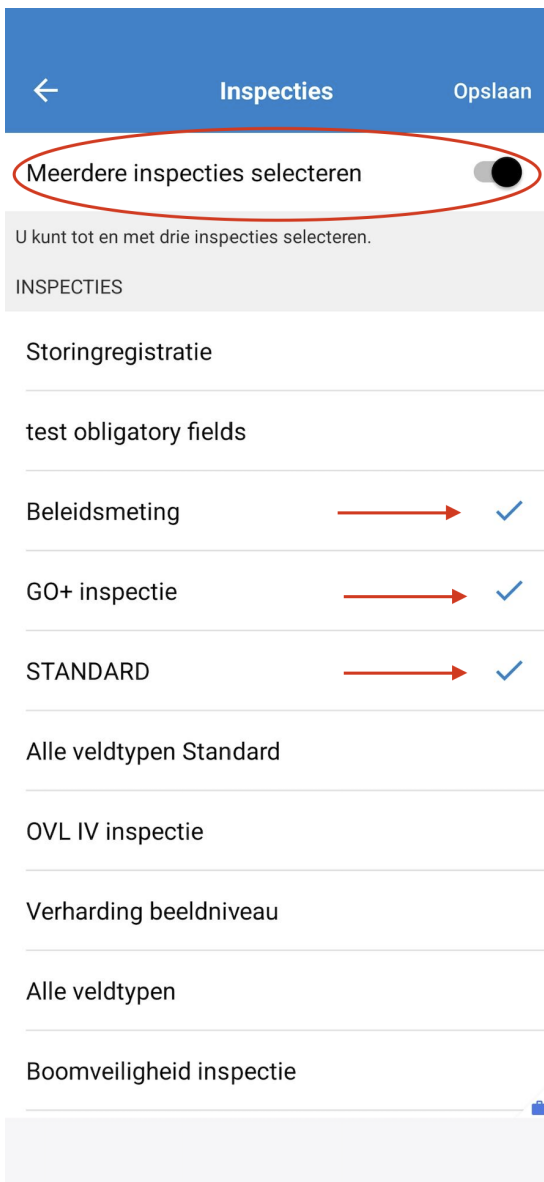 Inspecties
Opslaan
Meerdere inspecties selecteren
U kunt tot en met drie inspecties selecteren.
INSPECTIES
Storingregistratie
test obligatory fields
Beleidsmeting
GO+ inspectie
STANDARD
Alle veldtypen Standard
OVL IV inspectie
Verharding beeldniveau
Alle veldtypen
Boomveiligheid inspectie